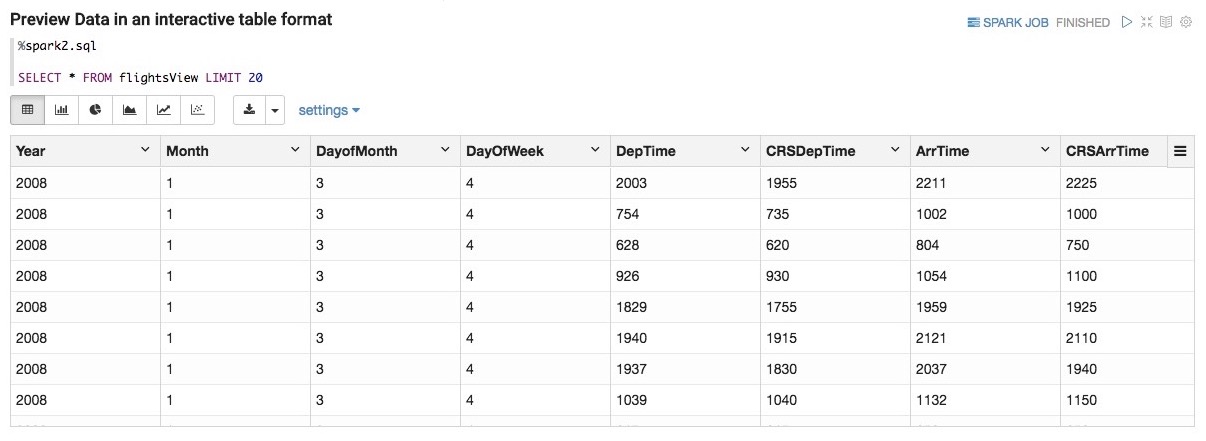 Preview Data in an interactive table format SPARK JOB FINISHED
%spark2.sql
SELECT * FROM flightsView LIMIT 20
settings
Year Month DayofMonth DayOfWeek DepTime CRSDepTime ArrTime CRSArrTime
2008 1 3 4 2003 1955 2211 2225
2008 1 3 4 754 735 1002 1000
2008 1 3 4 628 620 804 750
2008 1 3 4 926 930 1054 1100
2008 1 3 4 1829 1755 1959 1925
2008 1 3 4 1940 1915 2121 2110
2008 1 3 4 1937 1830 2037 1940
2008 1 3 4 1039 1040 1132 1150